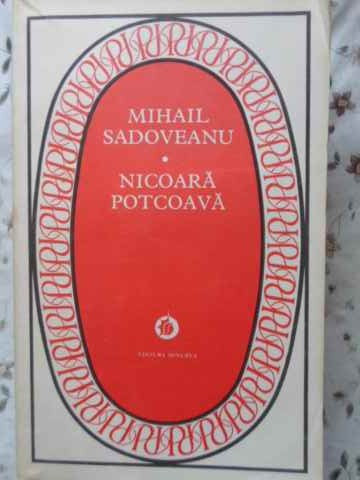 MIHAIL
SADOVEANU
•
NICOARĂ
POTCOAVĂ
EDITURA MINERVA